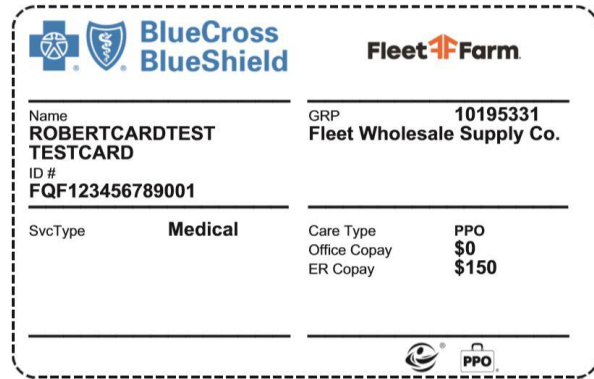 BlueCross
BlueShield
Fleet Farm
Name
ROBERTCARDTEST
TESTCARD
ID #
FQF123456789001
GRP 10195331
Fleet Wholesale Supply Co.
SvcType Medical
Care Type PPO
Office Copay $0
ER Copay $150
PPO